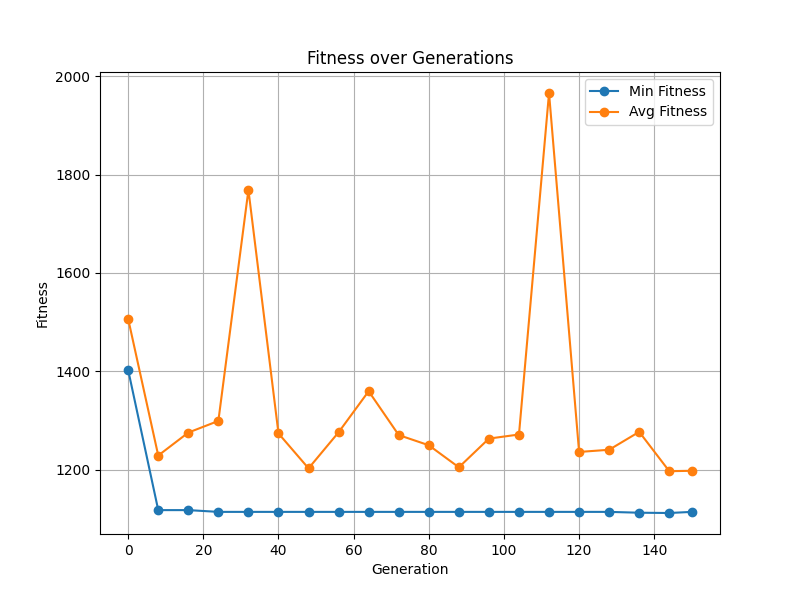 Fitness over Generations
Min Fitness
Avg Fitness
2000
1800
1600
1400
1200
Fitness
0 20 40 60 80 100 120 140
Generation